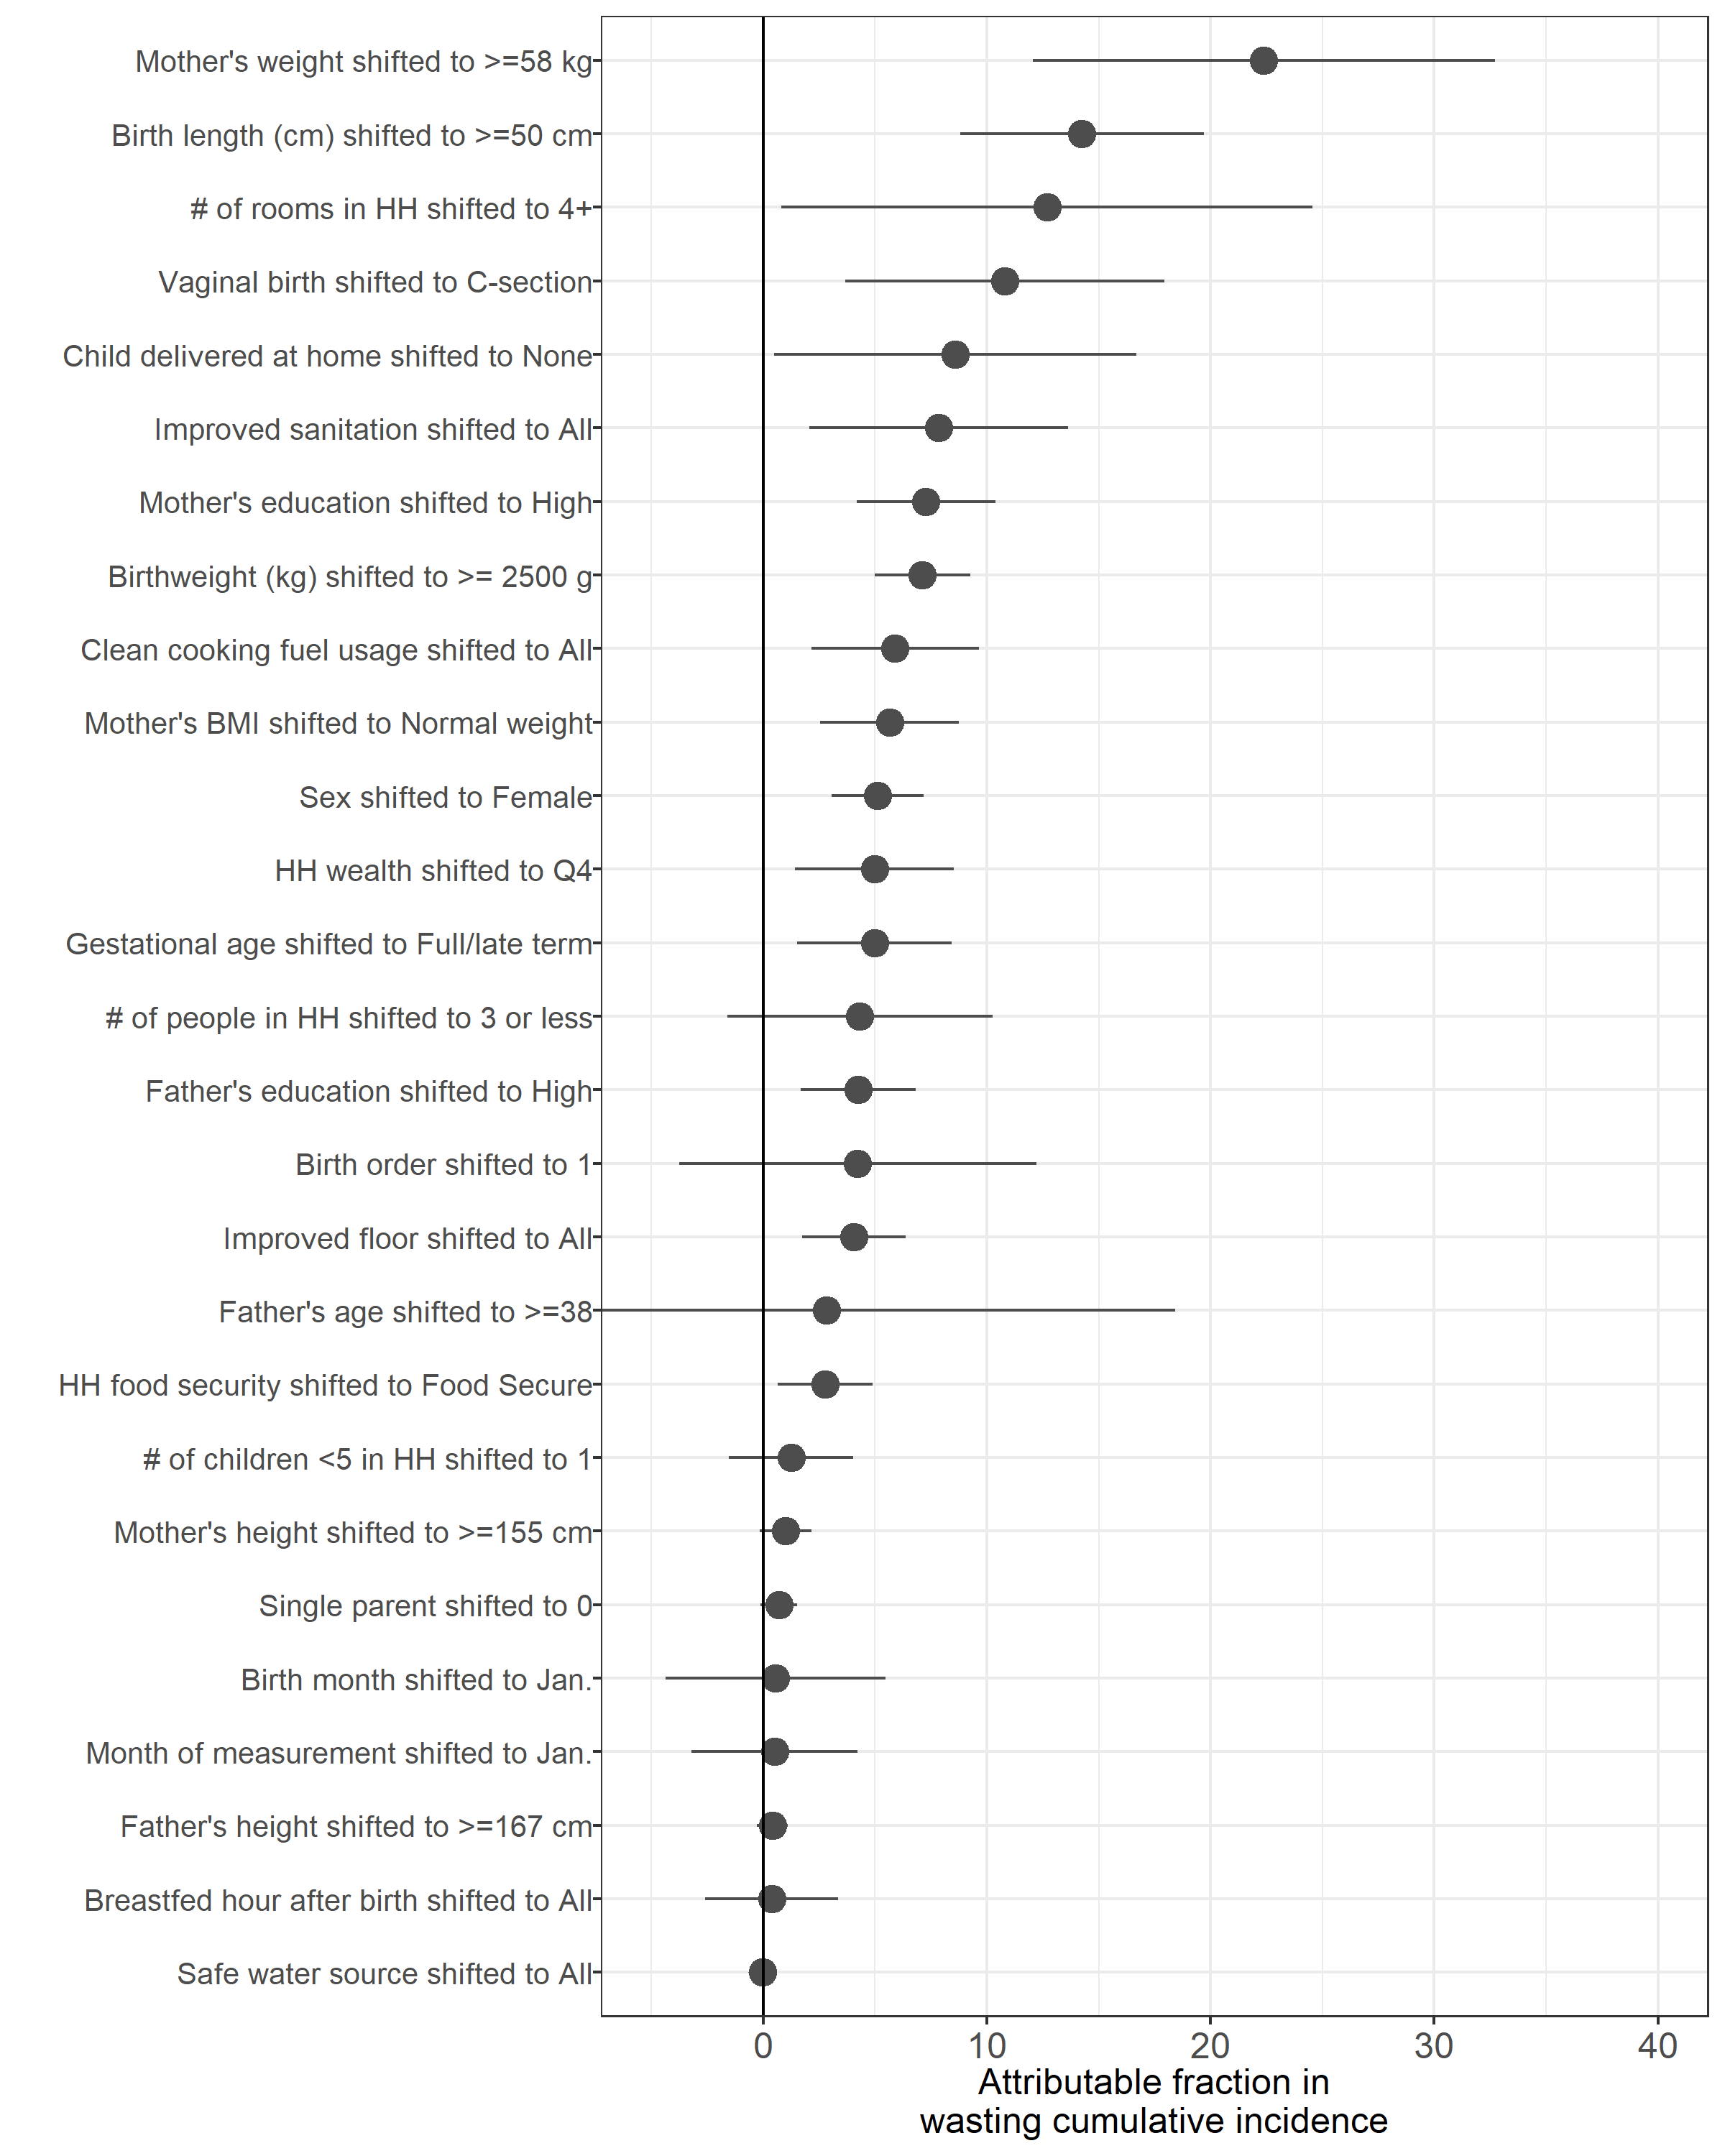 Mother's weight shifted to >=58 kg
Birth length (cm) shifted to >=50 cm
# of rooms in HH shifted to 4+
Vaginal birth shifted to C-section
Child delivered at home shifted to None
Improved sanitation shifted to All
Mother's education shifted to High
Birthweight (kg) shifted to >= 2500 g
Clean cooking fuel usage shifted to All
Mother's BMI shifted to Normal weight
Sex shifted to Female
HH wealth shifted to Q4
Gestational age shifted to Full/late term
# of people in HH shifted to 3 or less
Father's education shifted to High
Birth order shifted to 1
Improved floor shifted to All
Father's age shifted to >=38
HH food security shifted to Food Secure
# of children <5 in HH shifted to 1
Mother's height shifted to >=155 cm
Single parent shifted to 0
Birth month shifted to Jan.
Month of measurement shifted to Jan.
Father's height shifted to >=167 cm
Breastfed hour after birth shifted to All
Safe water source shifted to All
0 10 20 30 40
Attributable fraction in
wasting cumulative incidence